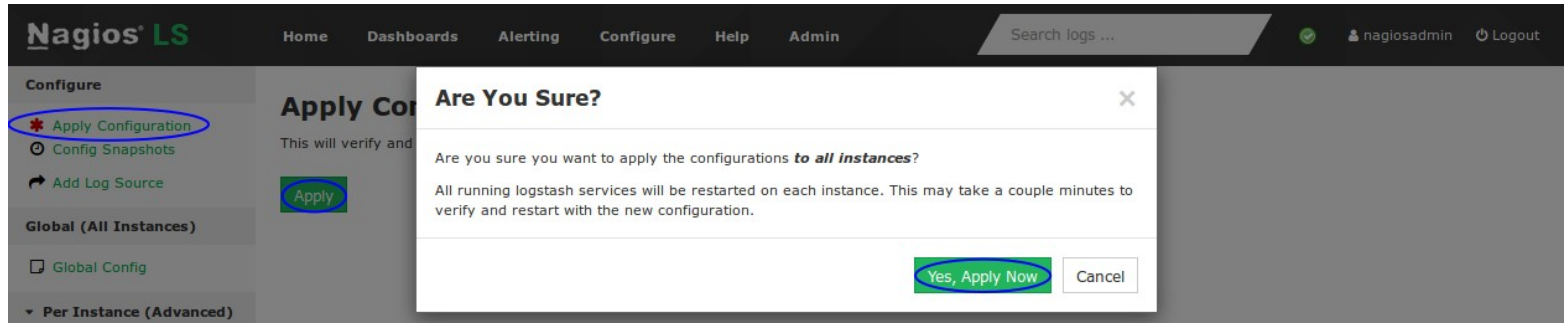 Nagios® LS
Home Dashboards Alerting Configure Help Admin Search logs ... nagiosadmin Logout
Configure
Apply Configuration
Config Snapshots
Add Log Source
Global (All Instances)
Global Config
Per Instance (Advanced)
Apply Con
This will verify and
Apply
Are You Sure? ×
Are you sure you want to apply the configurations to all instances?
All running logstash services will be restarted on each instance. This may take a couple minutes to
verify and restart with the new configuration.
Yes, Apply Now Cancel